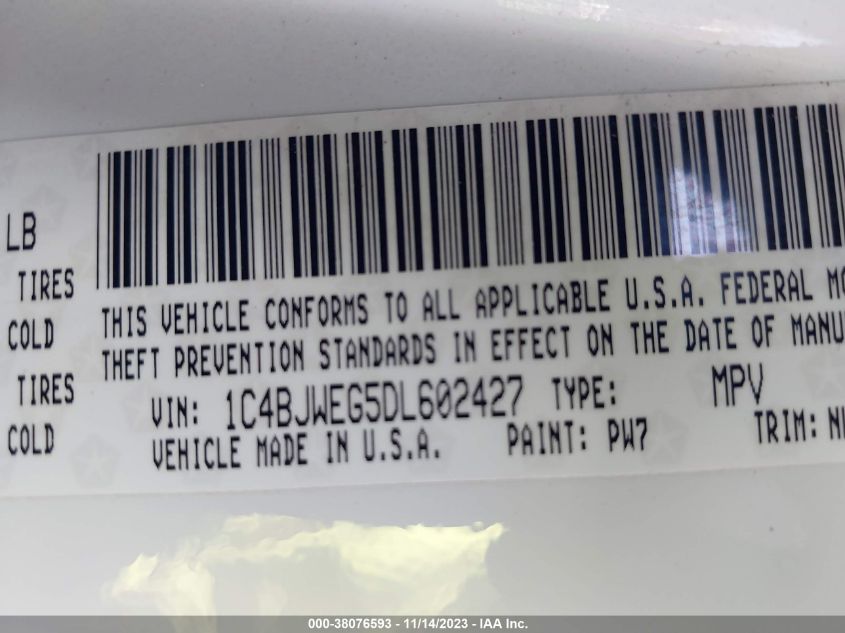 LB
TIRES
COLD
TIRES
COLD
THIS VEHICLE CONFORMS TO ALL APPLICABLE U.S.A. FEDERAL
THEFT PREVENTION STANDARDS IN EFFECT ON THE DATE OF
VIN: 1C4BJWEG5DL602427 TYPE: MPV
VEHICLE MADE IN U.S.A. PAINT: PW7 TRIM:
000-38076593 - 11/14/2023 - IAA Inc.